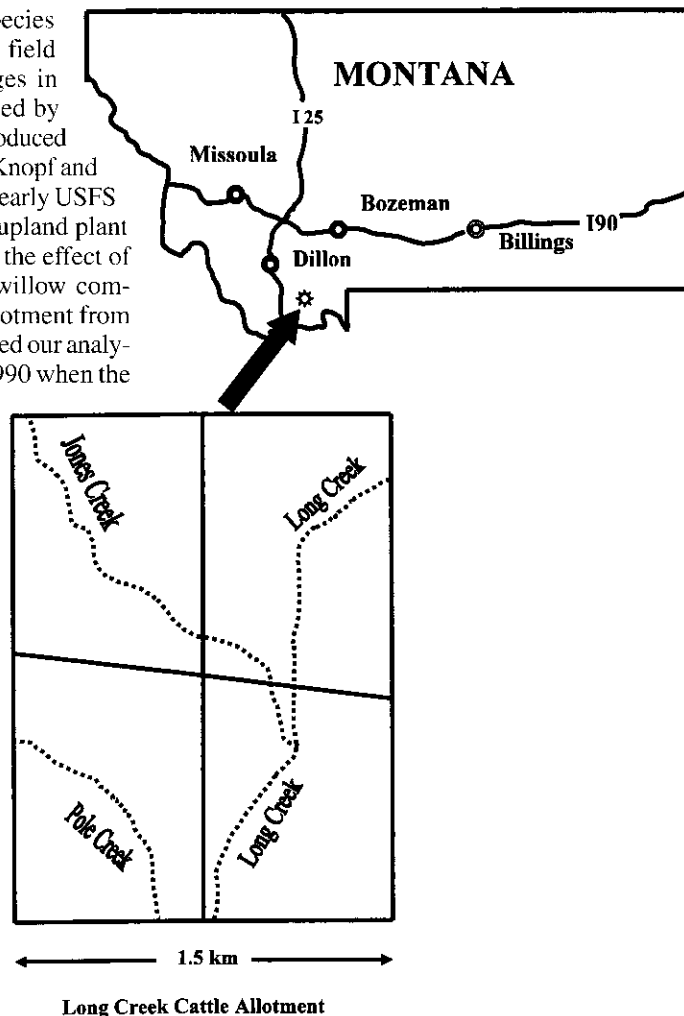 ecies
field
ges in
ed by
oduced
Knopf and
early USFS
upland plant
the effect of
willow com-
otment from
ed our analy-
990 when the
MONTANA
I 25
Missoula
Bozeman
I90
Billings
Dillon
Jones Creek
Long Creek
Pole Creek
Long Creek
1.5 km
Long Creek Cattle Allotment